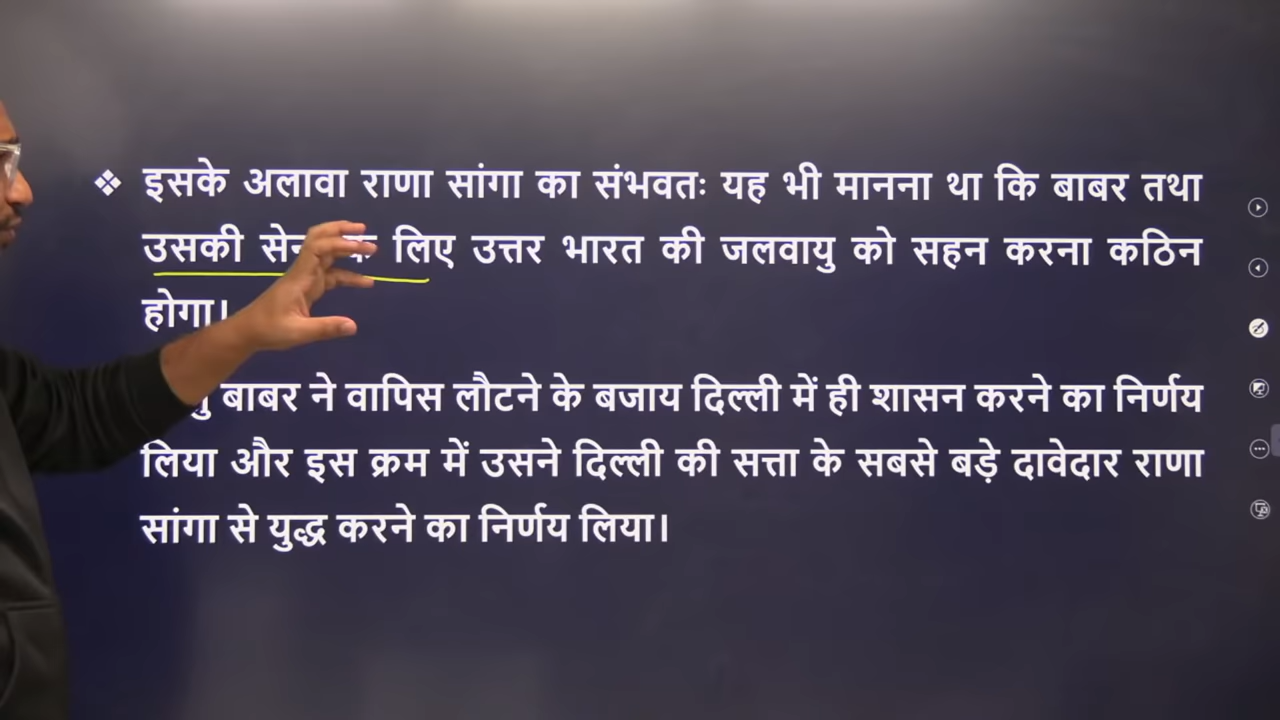 ❖ इसके अलावा राणा सांगा का संभवतः यह भी मानना था कि बाबर तथा
उसकी लिए उत्तर भारत की जलवायु को सहन करना कठिन
होगा।
बाबर ने वापिस लौटने के बजाय दिल्ली में ही शासन करने का निर्णय
लिया और इस क्रम में उसने दिल्ली की सत्ता के सबसे बड़े दावेदार राणा
सांगा से युद्ध करने का निर्णय लिया।